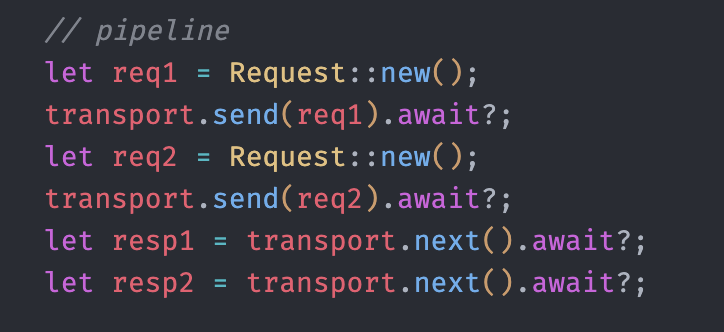 // pipeline
let req1 = Request::new();
transport.send(req1).await?;
let req2 = Request::new();
transport.send(req2).await?;
let resp1 = transport.next().await?;
let resp2 = transport.next().await?;